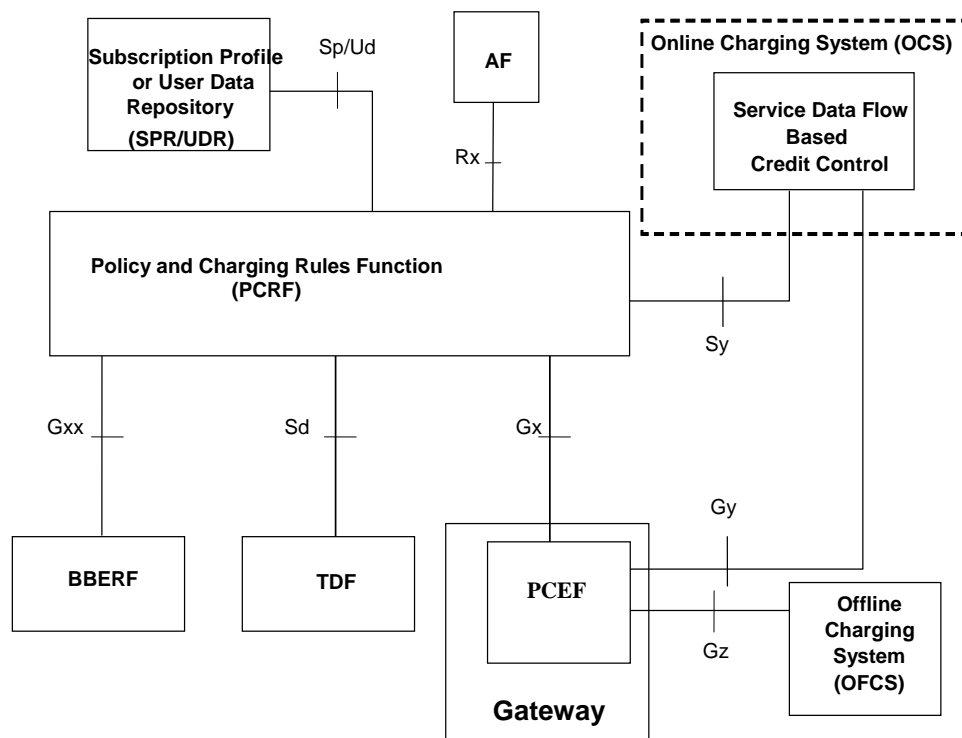 Sp/Ud
Subscription Profile
or User Data
Repository
(SPR/UDR)
AF
Online Charging System (OCS)
Service Data Flow
Based
Credit Control
Rx
Policy and Charging Rules Function
(PCRF)
Sy
Gxx
Sd
Gx
Gy
BBERF
TDF
PCEF
Gz
Offline
Charging
System
(OFCS)
Gateway